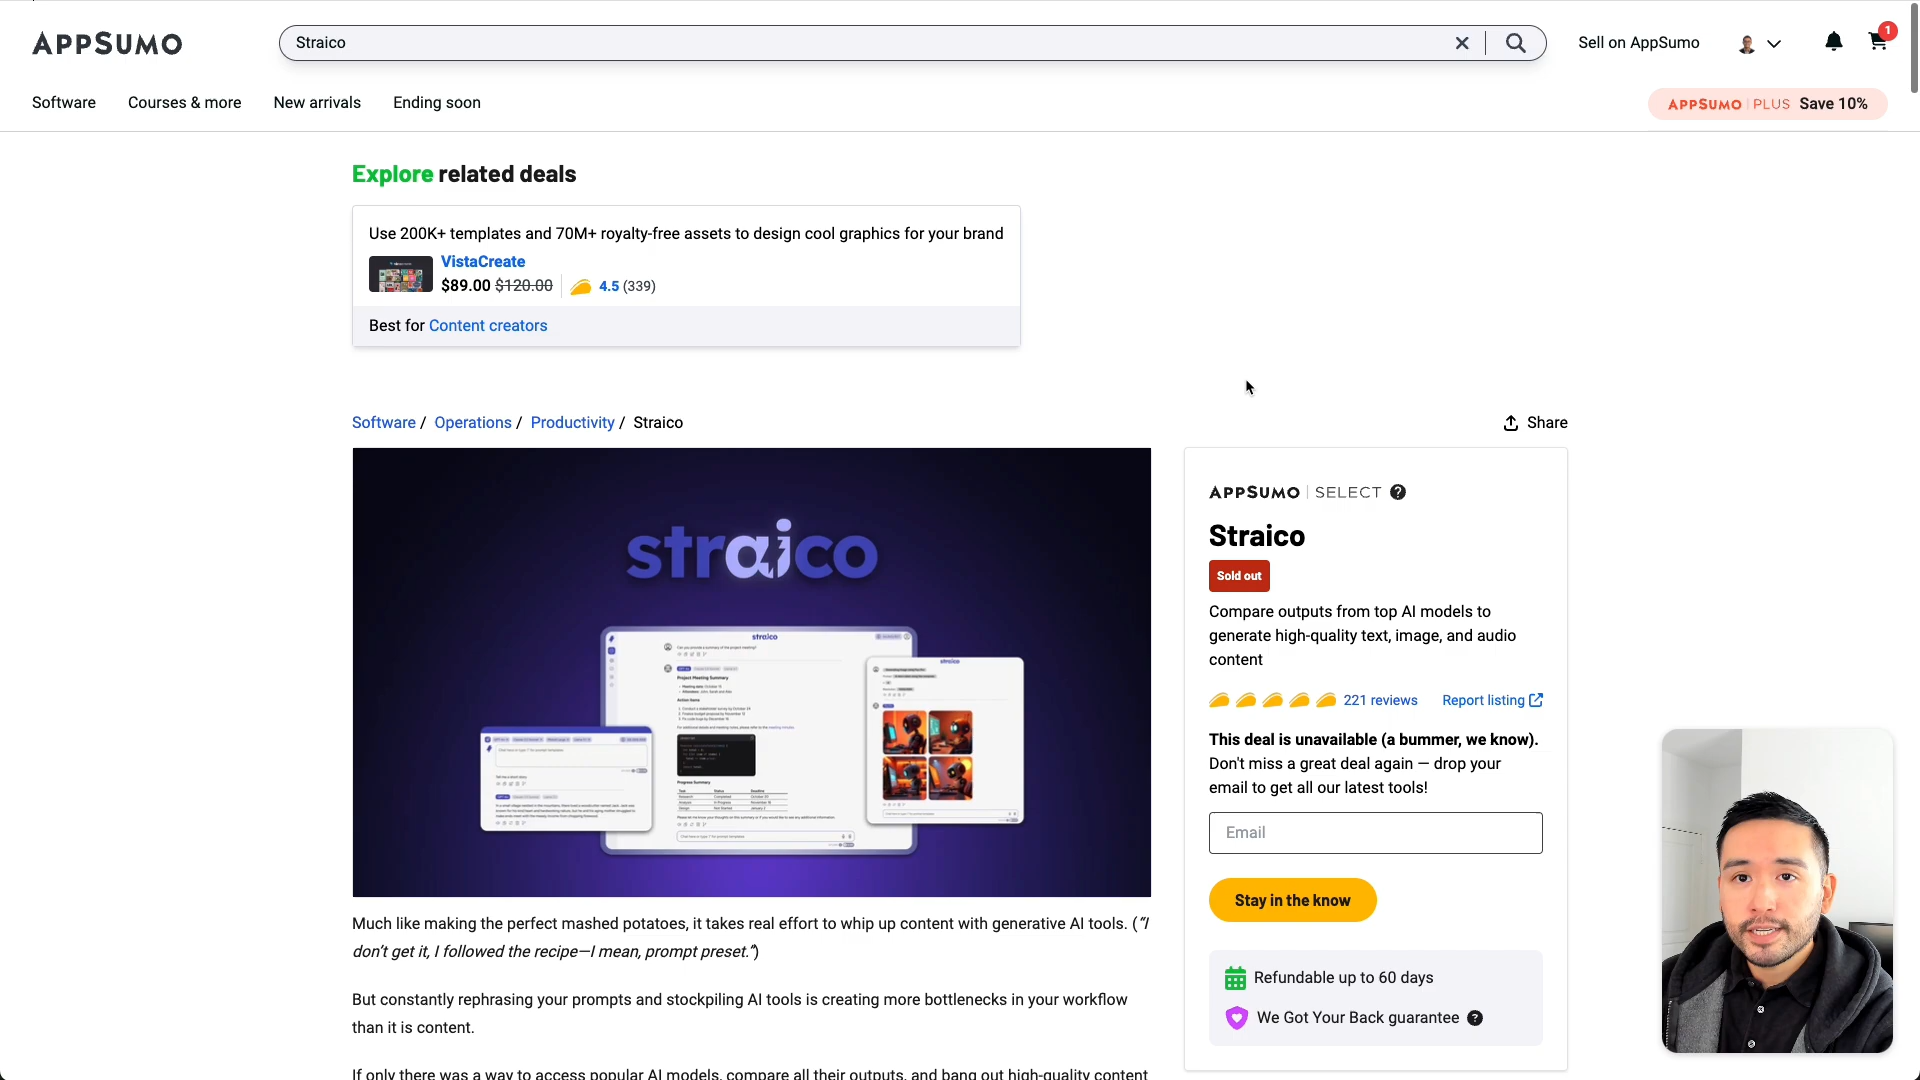 APPSUMO
Straico
Sell on AppSumo
1
Software
Courses & more
New arrivals
Ending soon
APPSUMO | PLUS Save 10%
Explore related deals
Use 200K+ templates and 70M+ royalty-free assets to design cool graphics for your brand
VistaCreate
$89.00 $120.00
4.5 (339)
Best for Content creators
Software / Operations / Productivity / Straico
Share
straico
straico
straico
Project Meeting Summary
Progress Summary
APPSUMO | SELECT ?
Straico
Sold out
Compare outputs from top AI models to
generate high-quality text, image, and audio
content
221 reviews
Report listing
This deal is unavailable (a bummer, we know).
Don't miss a great deal again — drop your
email to get all our latest tools!
Email
Stay in the know
Refundable up to 60 days
We Got Your Back guarantee ?
Much like making the perfect mashed potatoes, it takes real effort to whip up content with generative AI tools. (“I
don’t get it, I followed the recipe—I mean, prompt preset.”)
But constantly rephrasing your prompts and stockpiling AI tools is creating more bottlenecks in your workflow
than it is content.
If only there was a way to access popular AI models, compare all their outputs, and bang out high-quality content